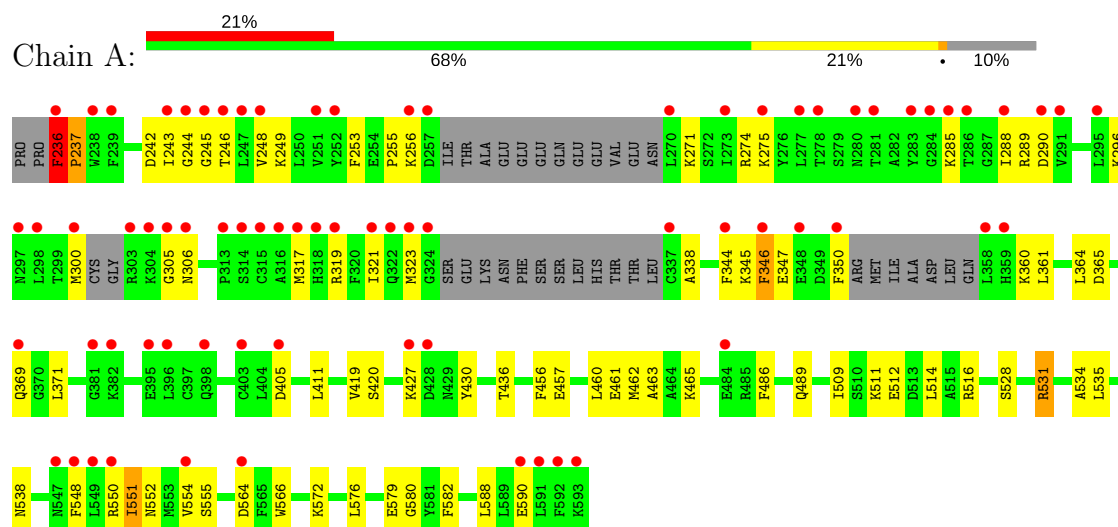 21%
Chain A:
68% 21% • 10%
PRO PRO F236 P237 W238 F239 D242 I243 G244 G245 T246 L247 V248 K249 L250 V251 Y252 F253 E254 P255 K256 D257 ILE THR ALA GLU GLU GLU GLN GLU GLU VAL GLU ASN L270 K271 S272 I273 R274 K275 Y276 L277 T278 S279 N280 T281 A282 Y283 G284 K285 T286 G287 I288 R289 D290 V291 L295 K296
N297 L298 T299 M300 CYS GLY R303 K304 G305 N306 P313 S314 C315 A316 M317 H318 R319 F320 I321 Q322 M323 G324 SER GLU LYS ASN PHE SER SER LEU HIS THR THR LEU C337 A338 F344 K345 F346 E347 E348 D349 F350 ARG MET ILE ALA ASP LEU GLN L358 H359 K360 L361 L364 D365
Q369 G370 L371 G381 K382 E395 L396 C397 Q398 C403 L404 D405 L411 V419 S420 K427 D428 N429 Y430 T436 F456 E457 L460 E461 M462 A463 A464 K465 E484 R485 F486 Q489 I509 S510 K511 E512 D513 L514 A515 R516 S528 R531 A534 L535
N538 N547 F548 L549 R550 I551 N552 M553 V554 S555 D564 F565 W566 K572 L576 E579 G580 Y581 F582 L588 L589 E590 L591 F592 K593